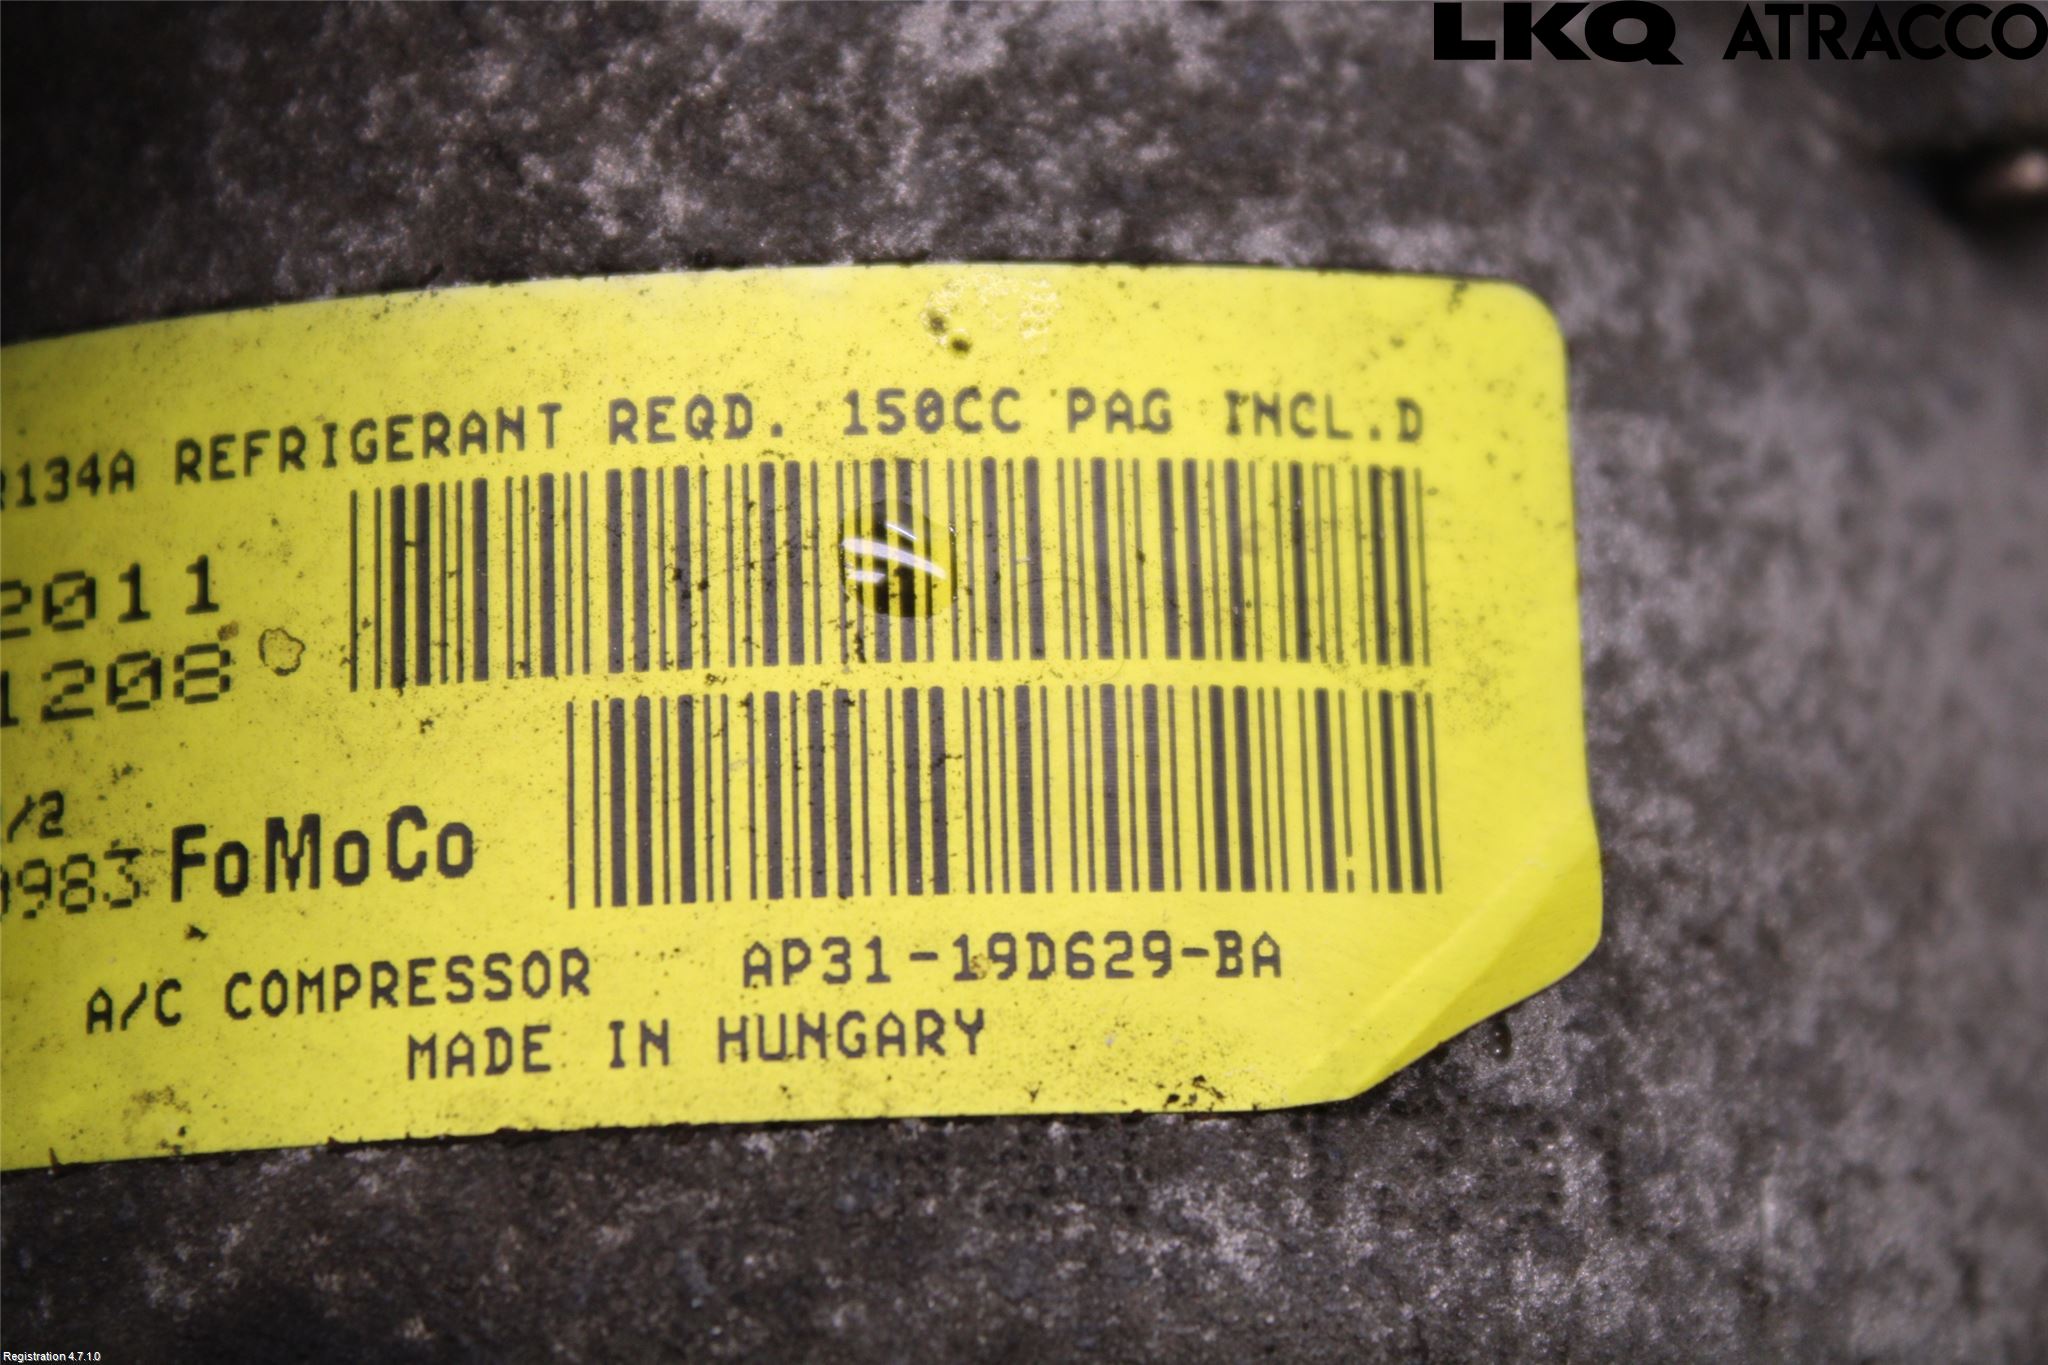 LKQ ATRACCO
R134A REFRIGERANT REQD. 150CC PAG INCL.D
2011
1208
/2
0983 FoMoCo
A/C COMPRESSOR AP31-19D629-BA
MADE IN HUNGARY
Registration 4.7.1.0